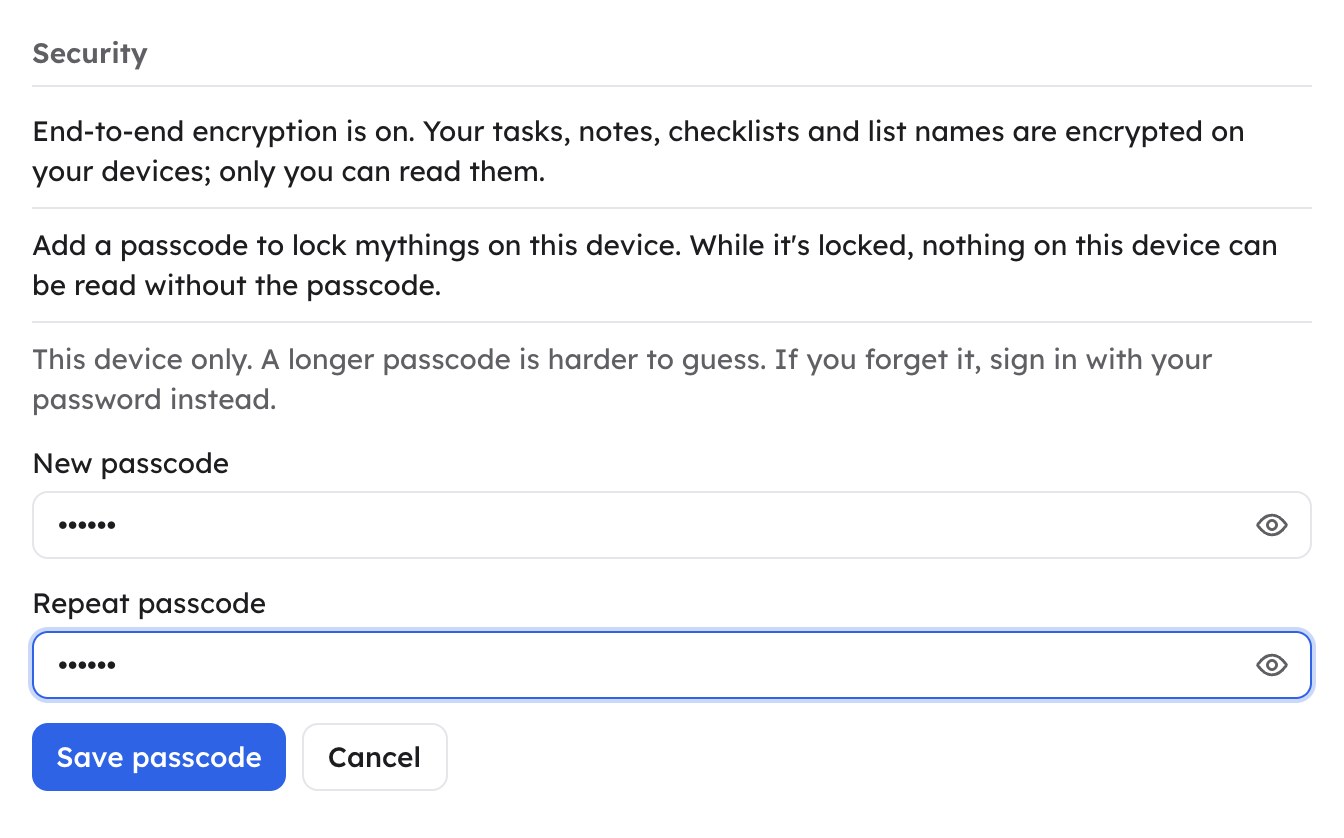 Security
End-to-end encryption is on. Your tasks, notes, checklists and list names are encrypted on
your devices; only you can read them.
Add a passcode to lock mythings on this device. While it's locked, nothing on this device can
be read without the passcode.
This device only. A longer passcode is harder to guess. If you forget it, sign in with your
password instead.
New passcode
••••••
Repeat passcode
••••••
Save passcode
Cancel